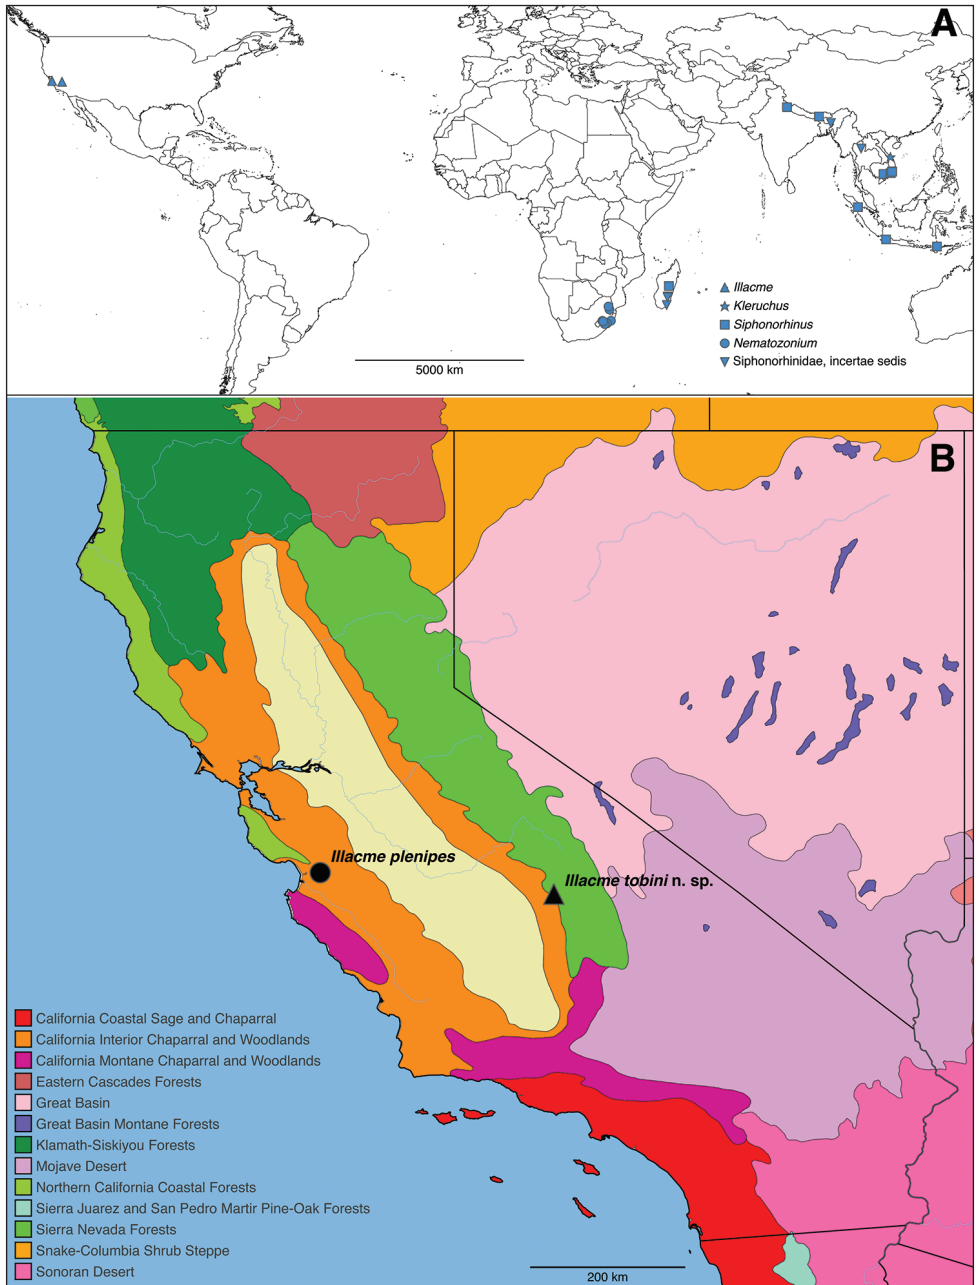 A
Illacme
Kleruchus
Siphonorhinus
Nematozonium
Siphonorhinidae, incertae sedis
5000 km
B
Illacme plenipes
Illacme tobini n. sp.
California Coastal Sage and Chaparral
California Interior Chaparral and Woodlands
California Montane Chaparral and Woodlands
Eastern Cascades Forests
Great Basin
Great Basin Montane Forests
Klamath-Siskiyou Forests
Mojave Desert
Northern California Coastal Forests
Sierra Juarez and San Pedro Martir Pine-Oak Forests
Sierra Nevada Forests
Snake-Columbia Shrub Steppe
Sonoran Desert
200 km